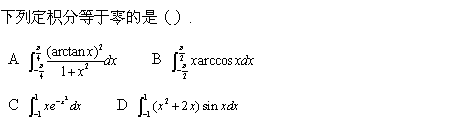 下列定积分等于零的是（）.
A ∫_{-π/4}^{π/4} (arctan x)²/(1+x²) dx B ∫_{-π/2}^{π/2} x arccos x dx
C ∫_{-1}^{1} xe^{-x²} dx D ∫_{-1}^{1} (x²+2x) sin x dx